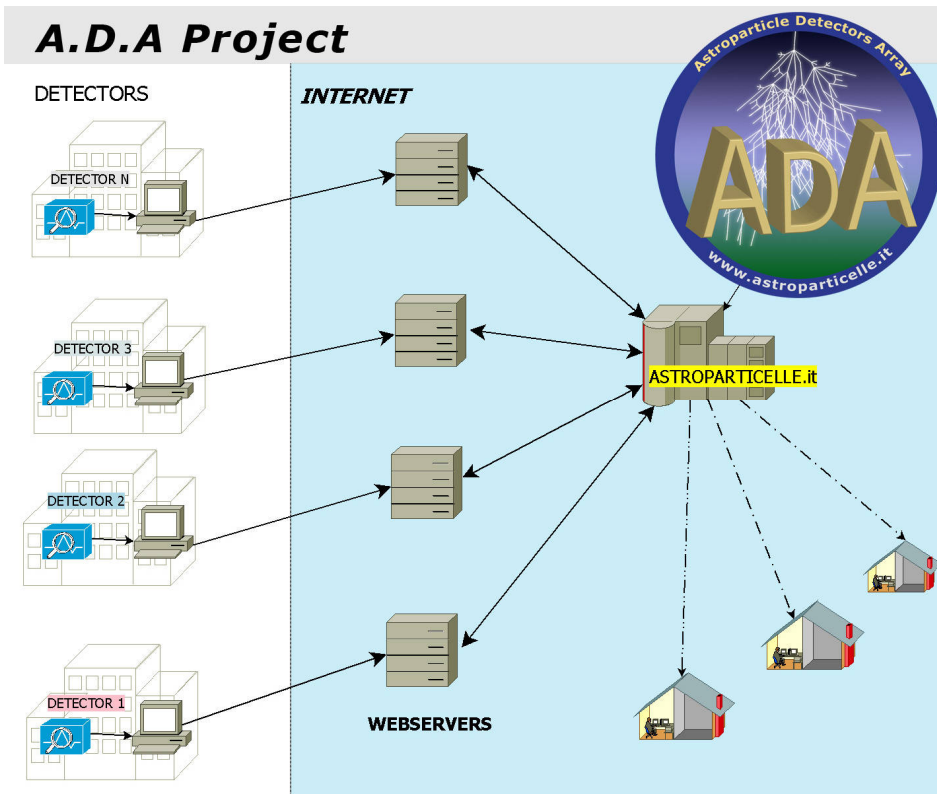 A.D.A Project
DETECTORS
INTERNET
Astroparticle Detectors Array
ADA
www.astroparticelle.it
DETECTOR N
DETECTOR 3
ASTROPARTICELLE.it
DETECTOR 2
DETECTOR 1
WEBSERVERS